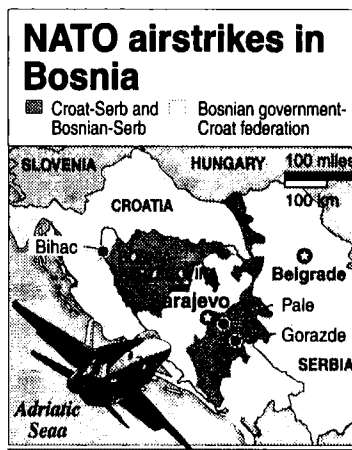 NATO airstrikes in
Bosnia
Croat-Serb and
Bosnian-Serb
Bosnian government-
Croat federation
SLOVENIA
HUNGARY
100 miles
100 km
CROATIA
Bihac
Belgrade
arajevo
Pale
Gorazde
SERBIA
Adriatic
Seaa